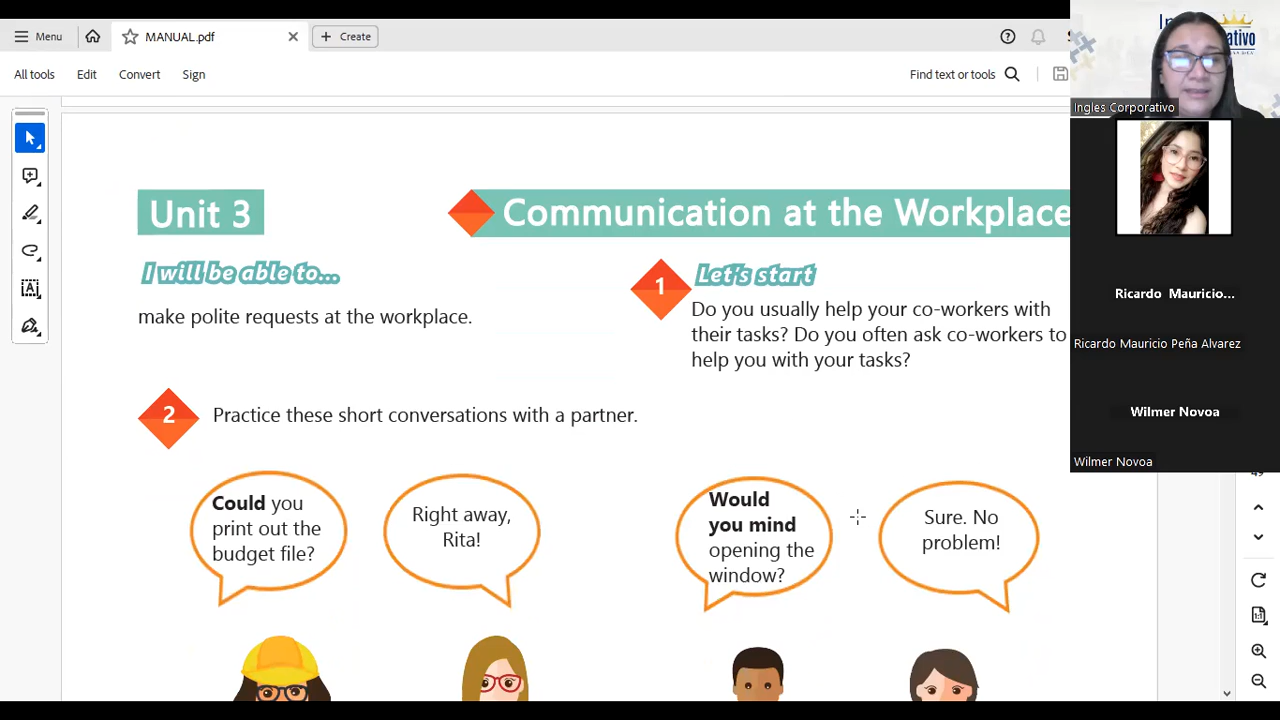 Menu
MANUAL.pdf
Create
All tools
Edit
Convert
Sign
Find text or tools
Unit 3
Communication at the Workplace
I will be able to...
make polite requests at the workplace.
1
Let's start
Do you usually help your co-workers with
their tasks? Do you often ask co-workers to
help you with your tasks?
2
Practice these short conversations with a partner.
Could you
print out the
budget file?
Right away,
Rita!
Would
you mind
opening the
window?
Sure. No
problem!
Ingles Corporativo
Ricardo Mauricio...
Ricardo Mauricio Peña Alvarez
Wilmer Novoa
Wilmer Novoa